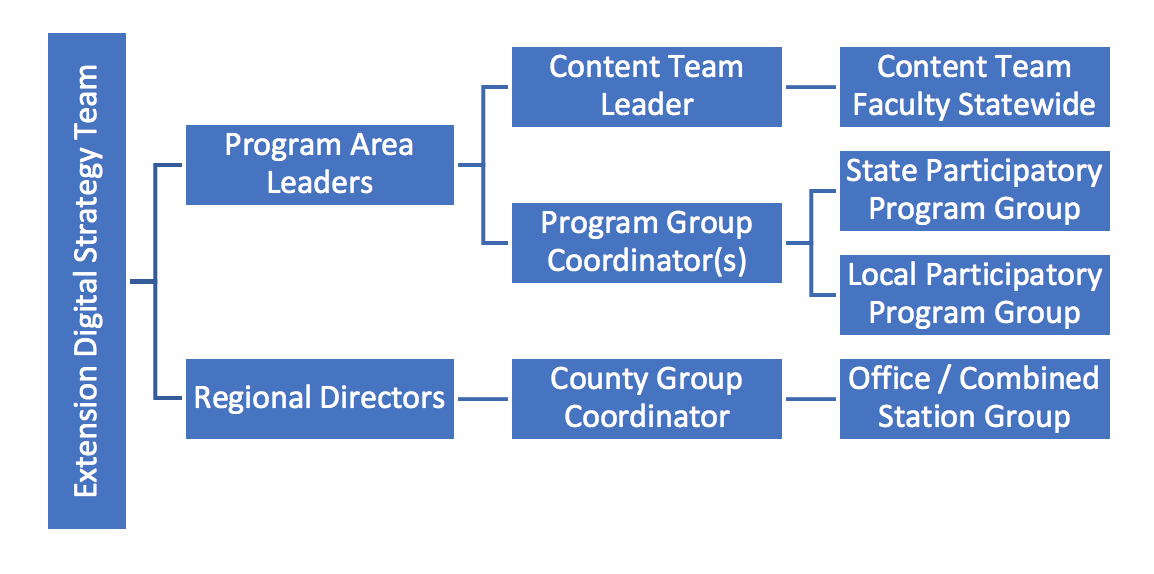 Extension Digital Strategy Team
Program Area
Leaders
Regional Directors
Content Team
Leader
Program Group
Coordinator(s)
County Group
Coordinator
Content Team
Faculty Statewide
State Participatory
Program Group
Local Participatory
Program Group
Office / Combined
Station Group